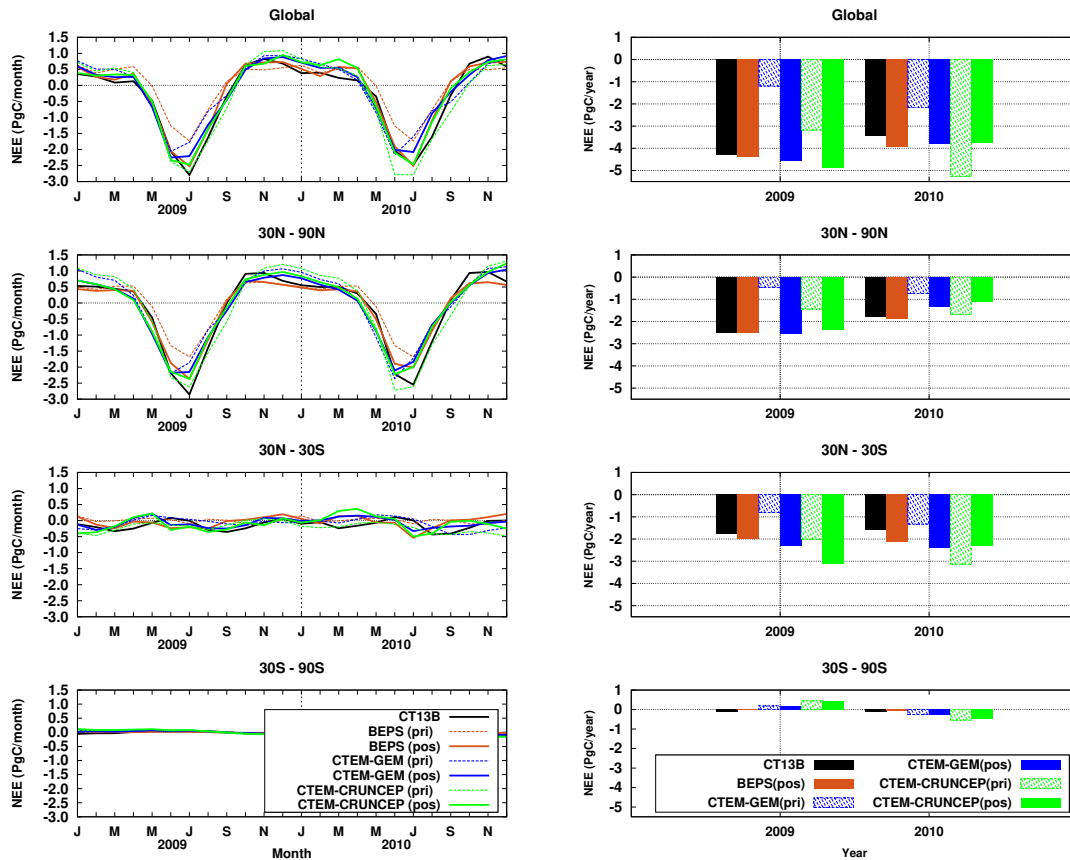 Global
NEE (PgC/month)
1.5
1.0
0.5
0.0
-0.5
-1.0
-1.5
-2.0
-2.5
-3.0
J M M J S N J M M J S N
2009 2010
Global
NEE (PgC/year)
1
0
-1
-2
-3
-4
-5
2009 2010
30N - 90N
NEE (PgC/month)
1.5
1.0
0.5
0.0
-0.5
-1.0
-1.5
-2.0
-2.5
-3.0
J M M J S N J M M J S N
2009 2010
30N - 90N
NEE (PgC/year)
1
0
-1
-2
-3
-4
-5
2009 2010
30N - 30S
NEE (PgC/month)
1.5
1.0
0.5
0.0
-0.5
-1.0
-1.5
-2.0
-2.5
-3.0
J M M J S N J M M J S N
2009 2010
30N - 30S
NEE (PgC/year)
1
0
-1
-2
-3
-4
-5
2009 2010
30S - 90S
NEE (PgC/month)
1.5
1.0
0.5
0.0
-0.5
-1.0
-1.5
-2.0
-2.5
-3.0
CT13B
BEPS (pri)
BEPS (pos)
CTEM-GEM (pri)
CTEM-GEM (pos)
CTEM-CRUNCEP (pri)
CTEM-CRUNCEP (pos)
J M M J S N J M M J S N
2009 2010
Month
30S - 90S
NEE (PgC/year)
1
0
-1
-2
-3
-4
-5
CT13B
BEPS(pos)
CTEM-GEM(pri)
CTEM-GEM(pos)
CTEM-CRUNCEP(pri)
CTEM-CRUNCEP(pos)
2009 2010
Year